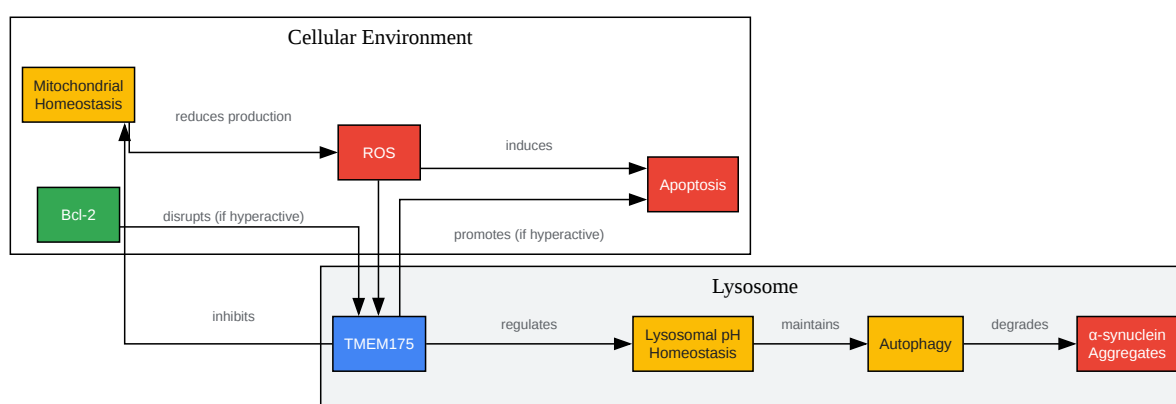 Cellular Environment
Mitochondrial
Homeostasis
reduces production
ROS
induces
Apoptosis
Bcl-2
disrupts (if hyperactive)
promotes (if hyperactive)
Lysosome
inhibits
TMEM175
regulates
Lysosomal pH
Homeostasis
maintains
Autophagy
degrades
α-synuclein
Aggregates